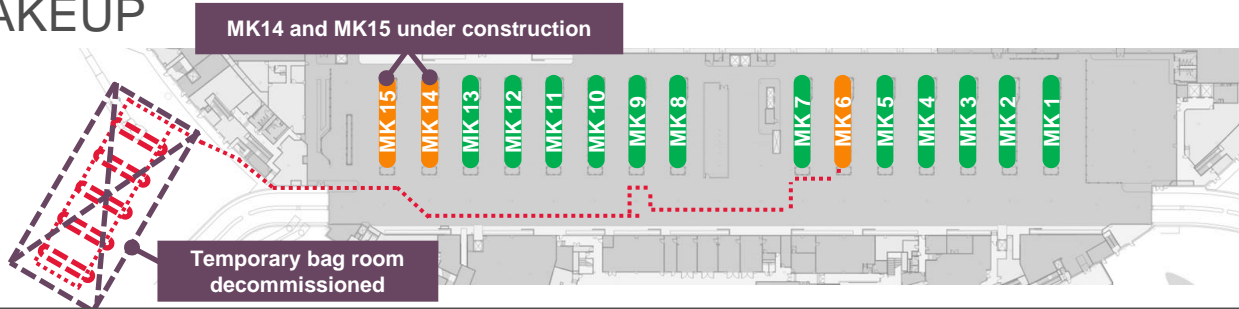 AKEUP
MK14 and MK15 under construction
MK 15
MK 14
MK 13
MK 12
MK 11
MK 10
MK 9
MK 8
MK 7
MK 6
MK 5
MK 4
MK 3
MK 2
MK 1
Temporary bag room
decommissioned